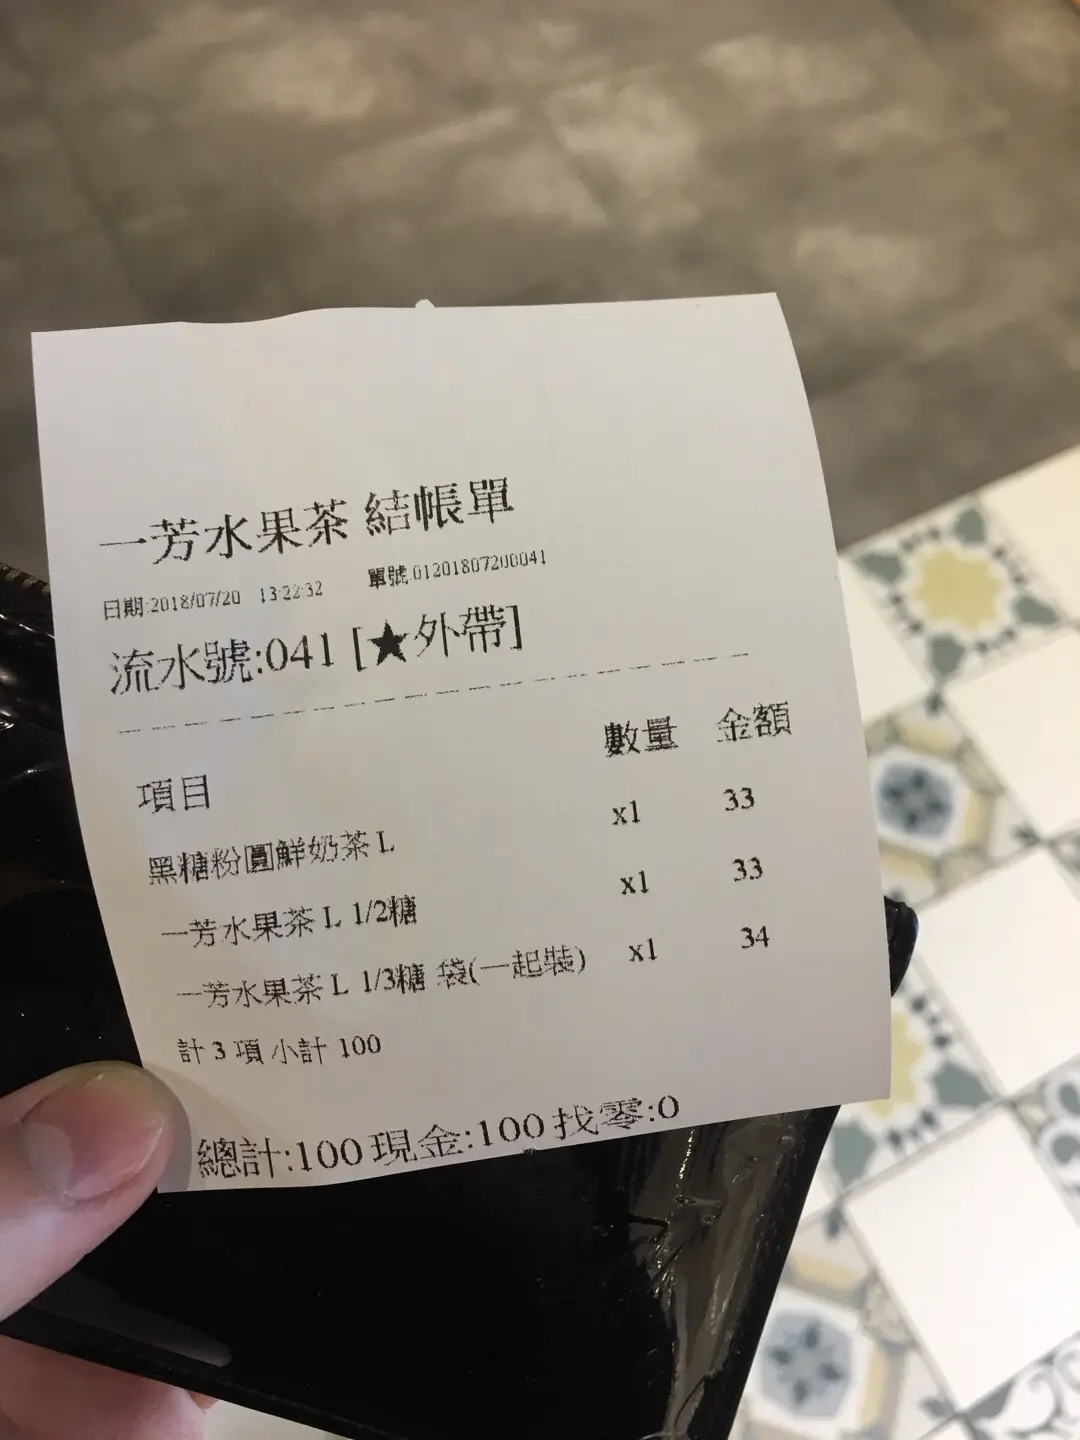 一芳水果茶 結帳單
日期:2018/07/20 13:22:32 單號:01201807200041
流水號:041 [★外帶]
項目 數量 金額
黑糖粉圓鮮奶茶 L x1 33
一芳水果茶 L 1/2糖 x1 33
一芳水果茶 L 1/3糖 袋(一起裝) x1 34
計 3 項 小計 100
總計:100 現金:100 找零:0